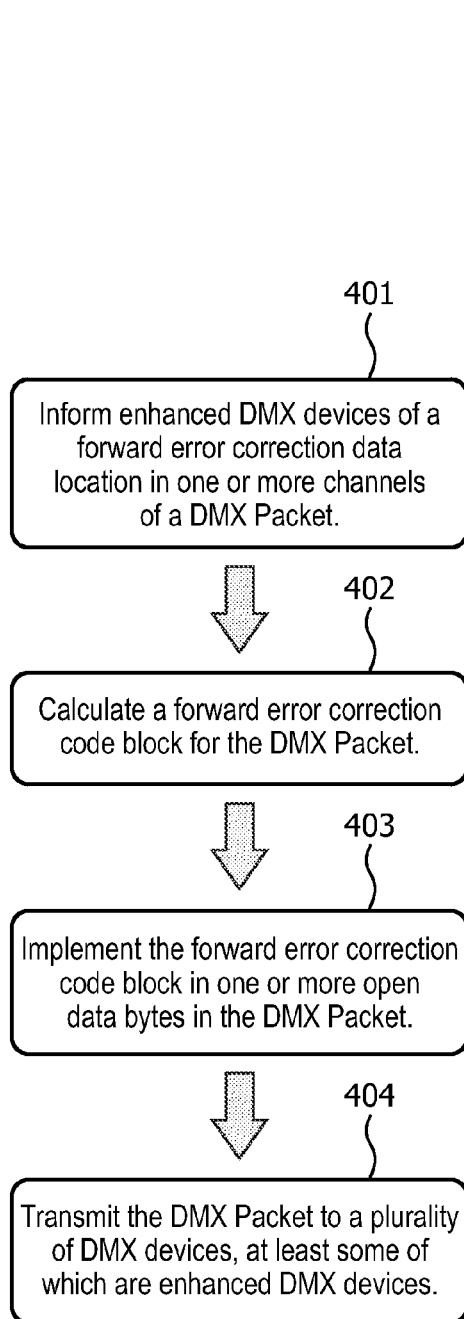 401
Inform enhanced DMX devices of a
forward error correction data
location in one or more channels
of a DMX Packet.
402
Calculate a forward error correction
code block for the DMX Packet.
403
Implement the forward error correction
code block in one or more open
data bytes in the DMX Packet.
404
Transmit the DMX Packet to a plurality
of DMX devices, at least some of
which are enhanced DMX devices.